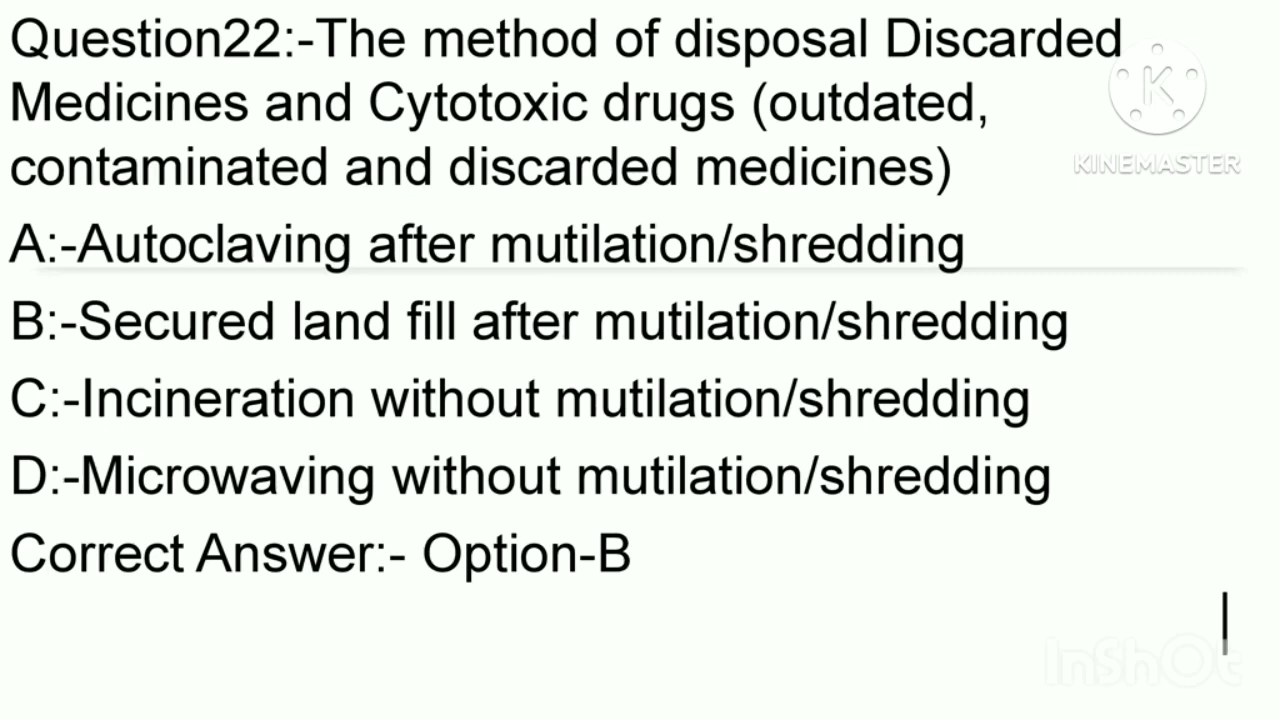 Question22:-The method of disposal Discarded
Medicines and Cytotoxic drugs (outdated,
contaminated and discarded medicines)
A:-Autoclaving after mutilation/shredding
B:-Secured land fill after mutilation/shredding
C:-Incineration without mutilation/shredding
D:-Microwaving without mutilation/shredding
Correct Answer:- Option-B
K
KINEMASTER
InShOt